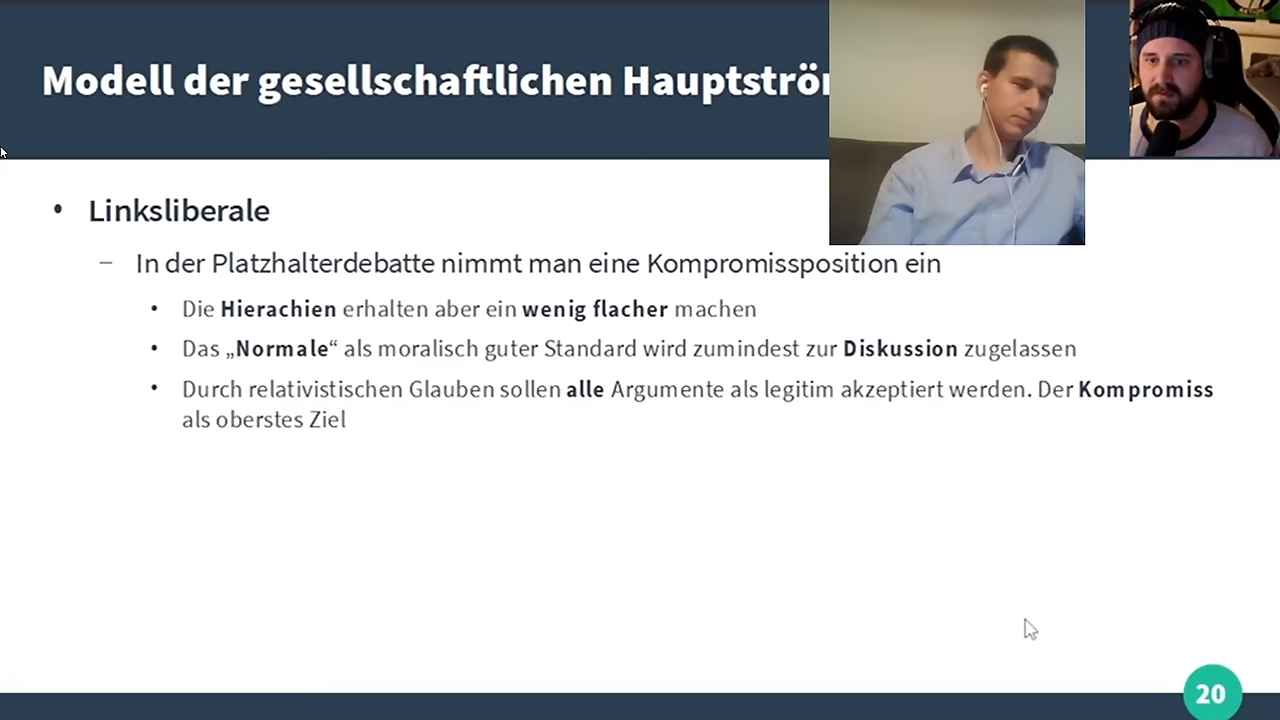 Modell der gesellschaftlichen
Linksliberale
In der Platzhalterdebatte nimmt man eine Kompromissposition ein
Die Hierachien erhalten aber ein wenig flacher machen
Das „Normale“ als moralisch guter Standard wird zumindest zur Diskussion zugelassen
Durch relativistischen Glauben sollen alle Argumente als legitim akzeptiert werden. Der Kompromiss
als oberstes Ziel
20